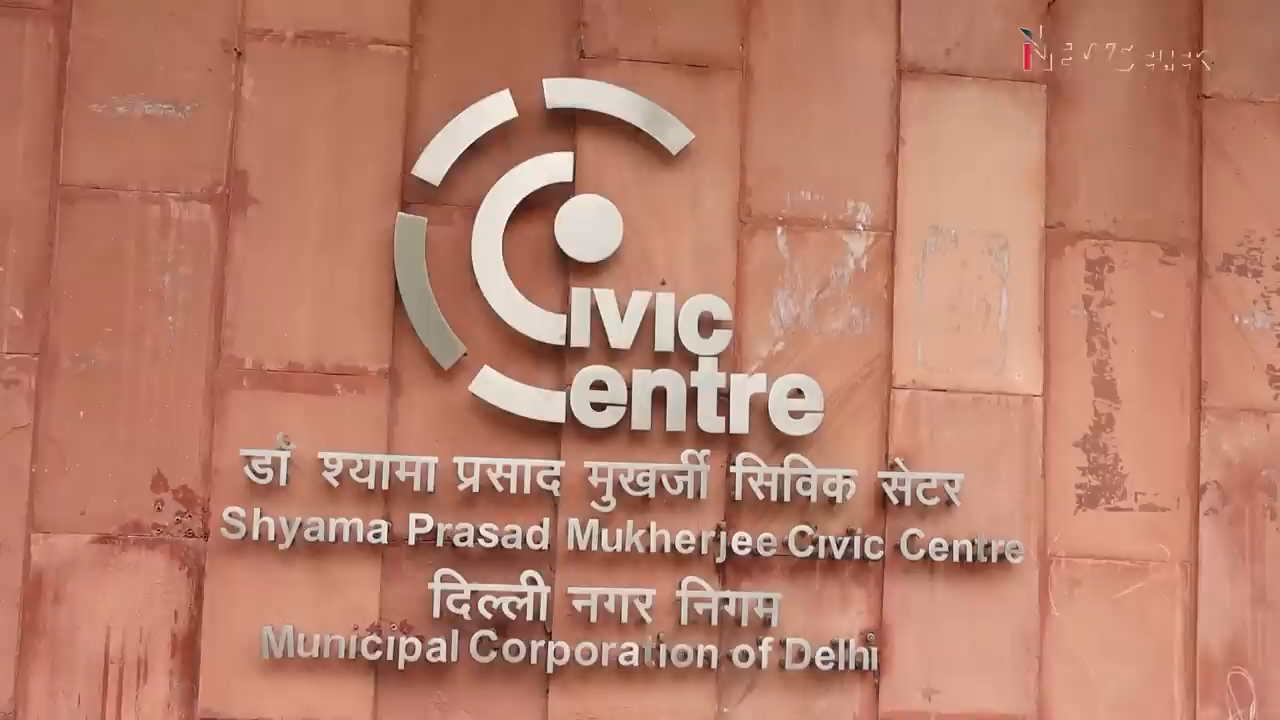 Civic
Centre
डॉ श्यामा प्रसाद मुखर्जी सिविक सेटर
Shyama Prasad Mukherjee Civic Centre
दिल्ली नगर निगम
Municipal Corporation of Delhi